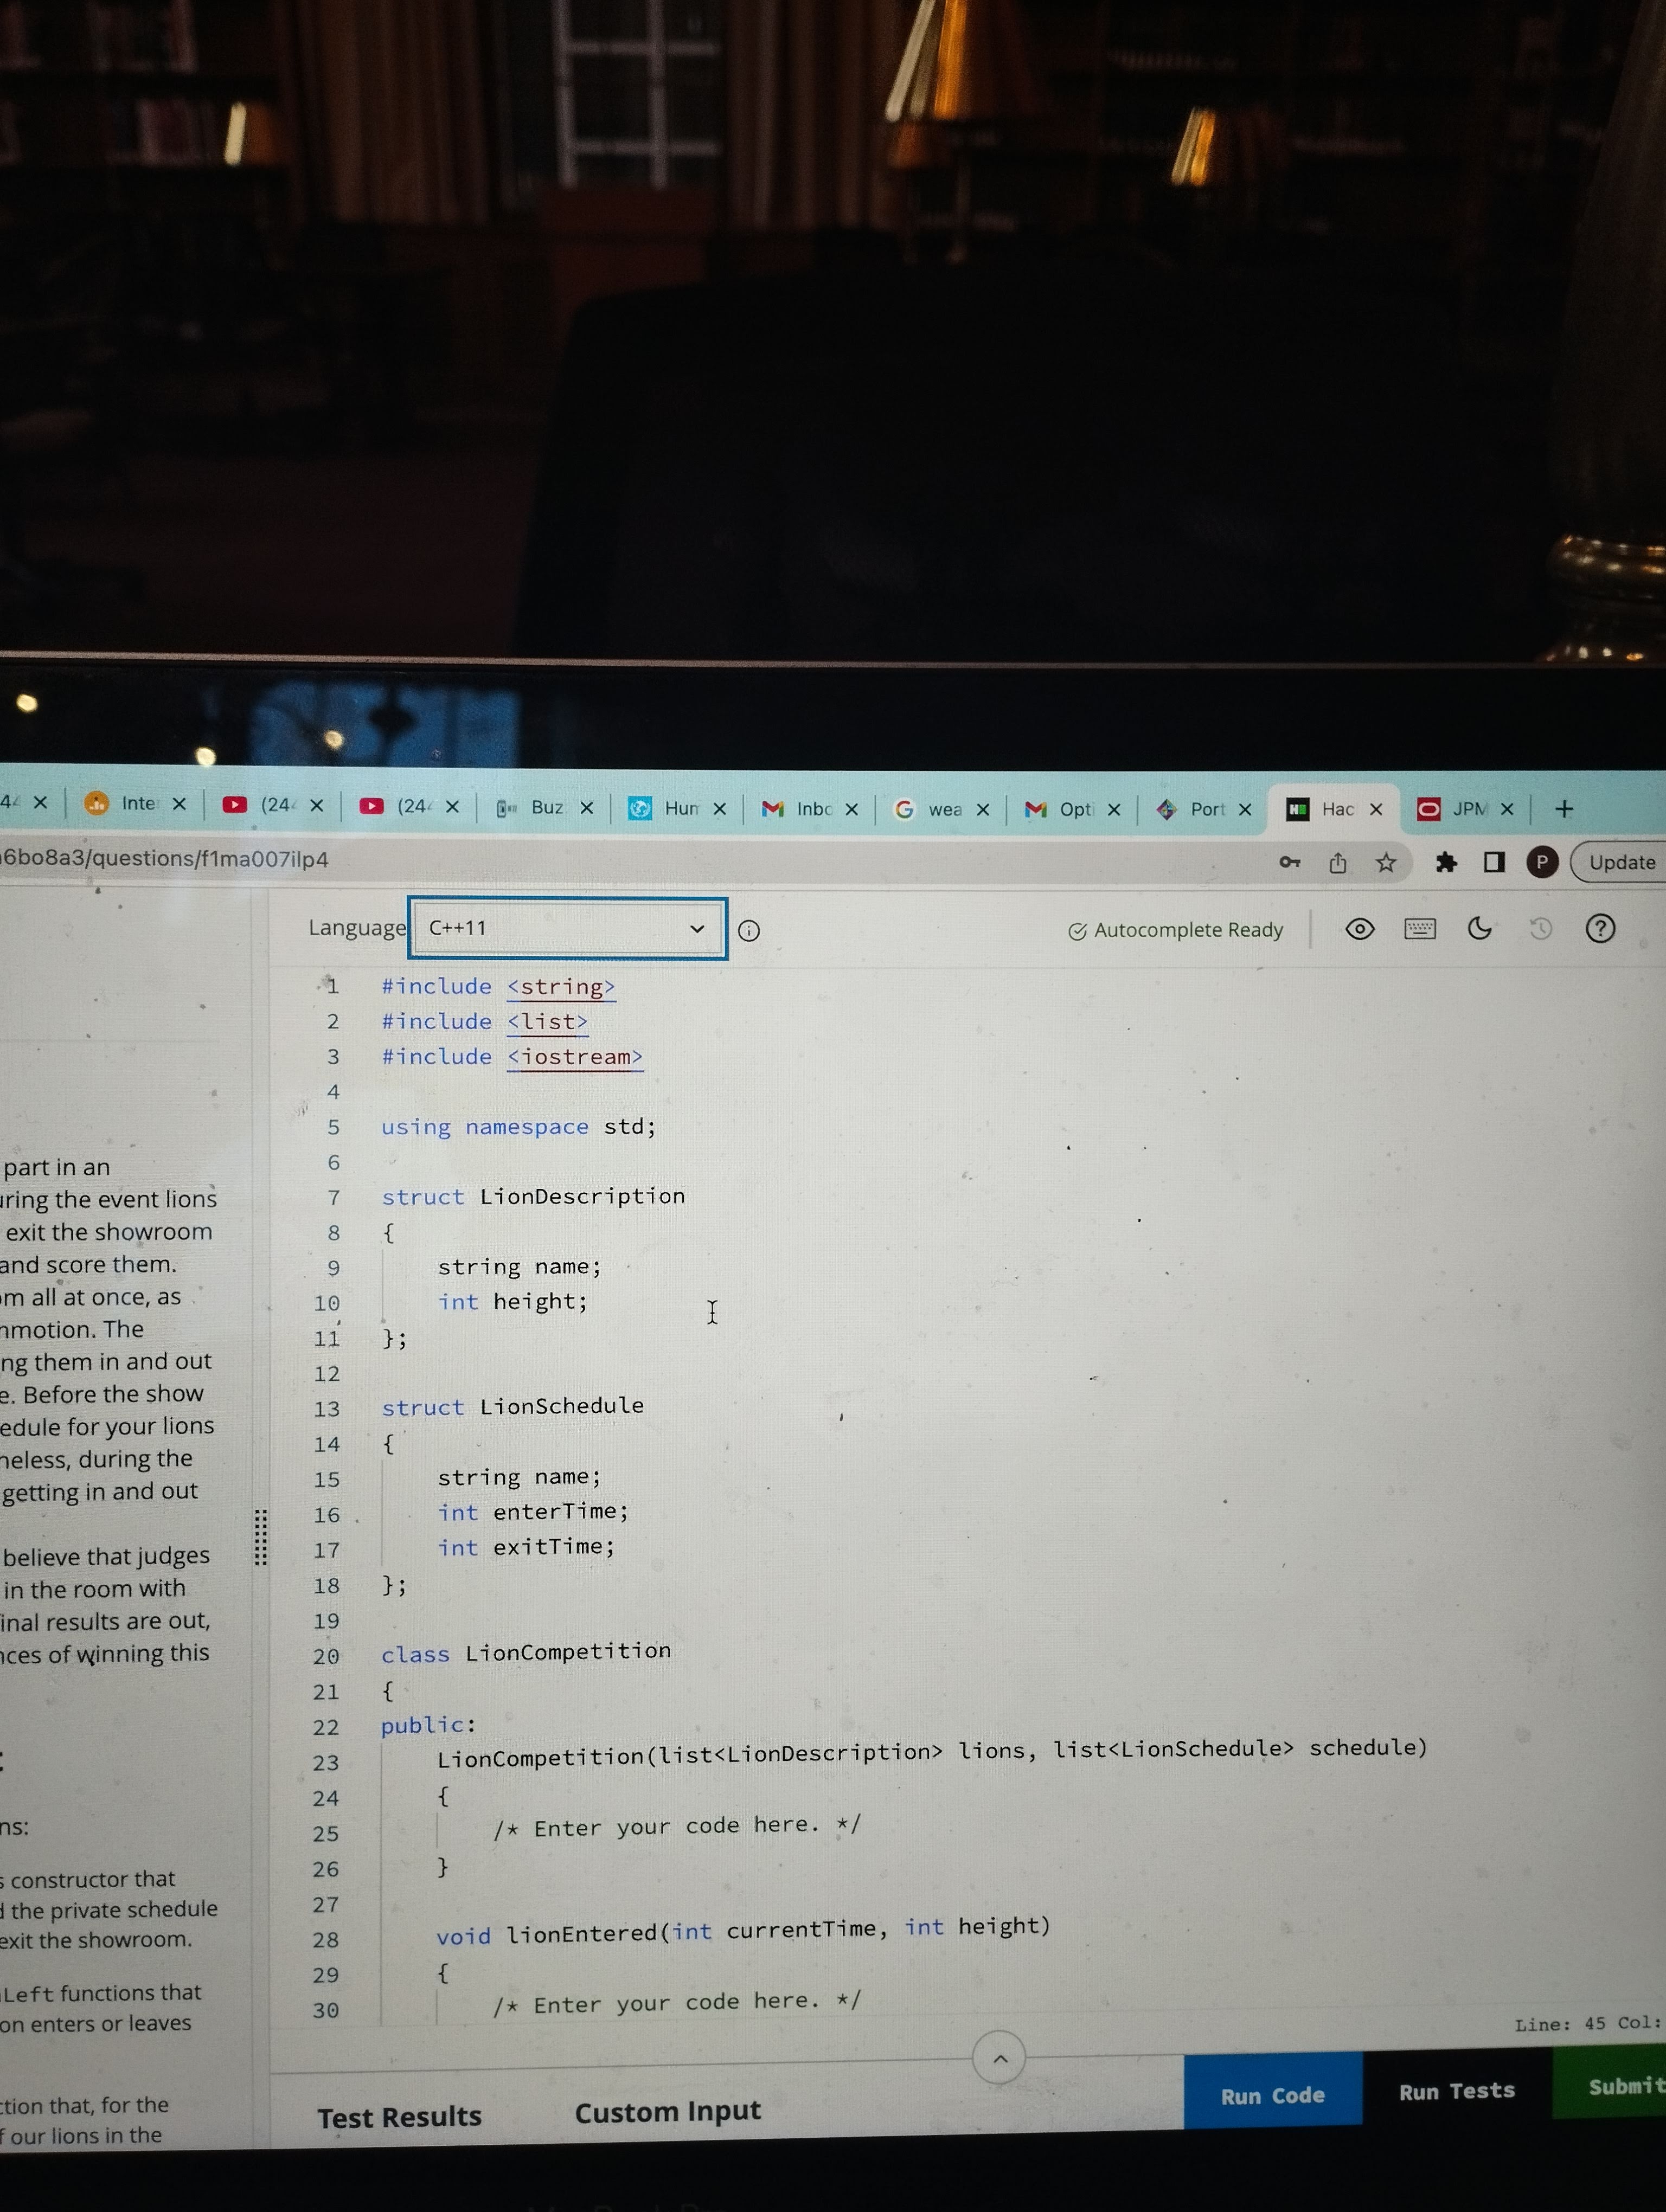 Inte
(24
(24
Buz
Hun
Inbc
wea
Opti
Port
Hac
JPM
a6bo8a3/questions/f1ma007ilp4
P
Update
part in an
uring the event lions
exit the showroom
and score them.
om all at once, as
mmotion. The
ng them in and out
e. Before the show
edule for your lions
heless, during the
getting in and out
believe that judges
in the room with
inal results are out,
nces of winning this
:
ns:
s constructor that
d the private schedule
exit the showroom.
Left functions that
on enters or leaves
ction that, for the
f our lions in the
Language C++11 Autocomplete Ready
1 #include <string>
2 #include <list>
3 #include <iostream>
4
5 using namespace std;
6
7 struct LionDescription
8 {
9 string name;
10 int height;
11 };
12
13 struct LionSchedule
14 {
15 string name;
16 int enterTime;
17 int exitTime;
18 };
19
20 class LionCompetition
21 {
22 public:
23 LionCompetition(list<LionDescription> lions, list<LionSchedule> schedule)
24 {
25 /* Enter your code here. */
26 }
27
28 void lionEntered(int currentTime, int height)
29 {
30 /* Enter your code here. */
Line: 45 Col:
Test Results Custom Input Run Code Run Tests Submit